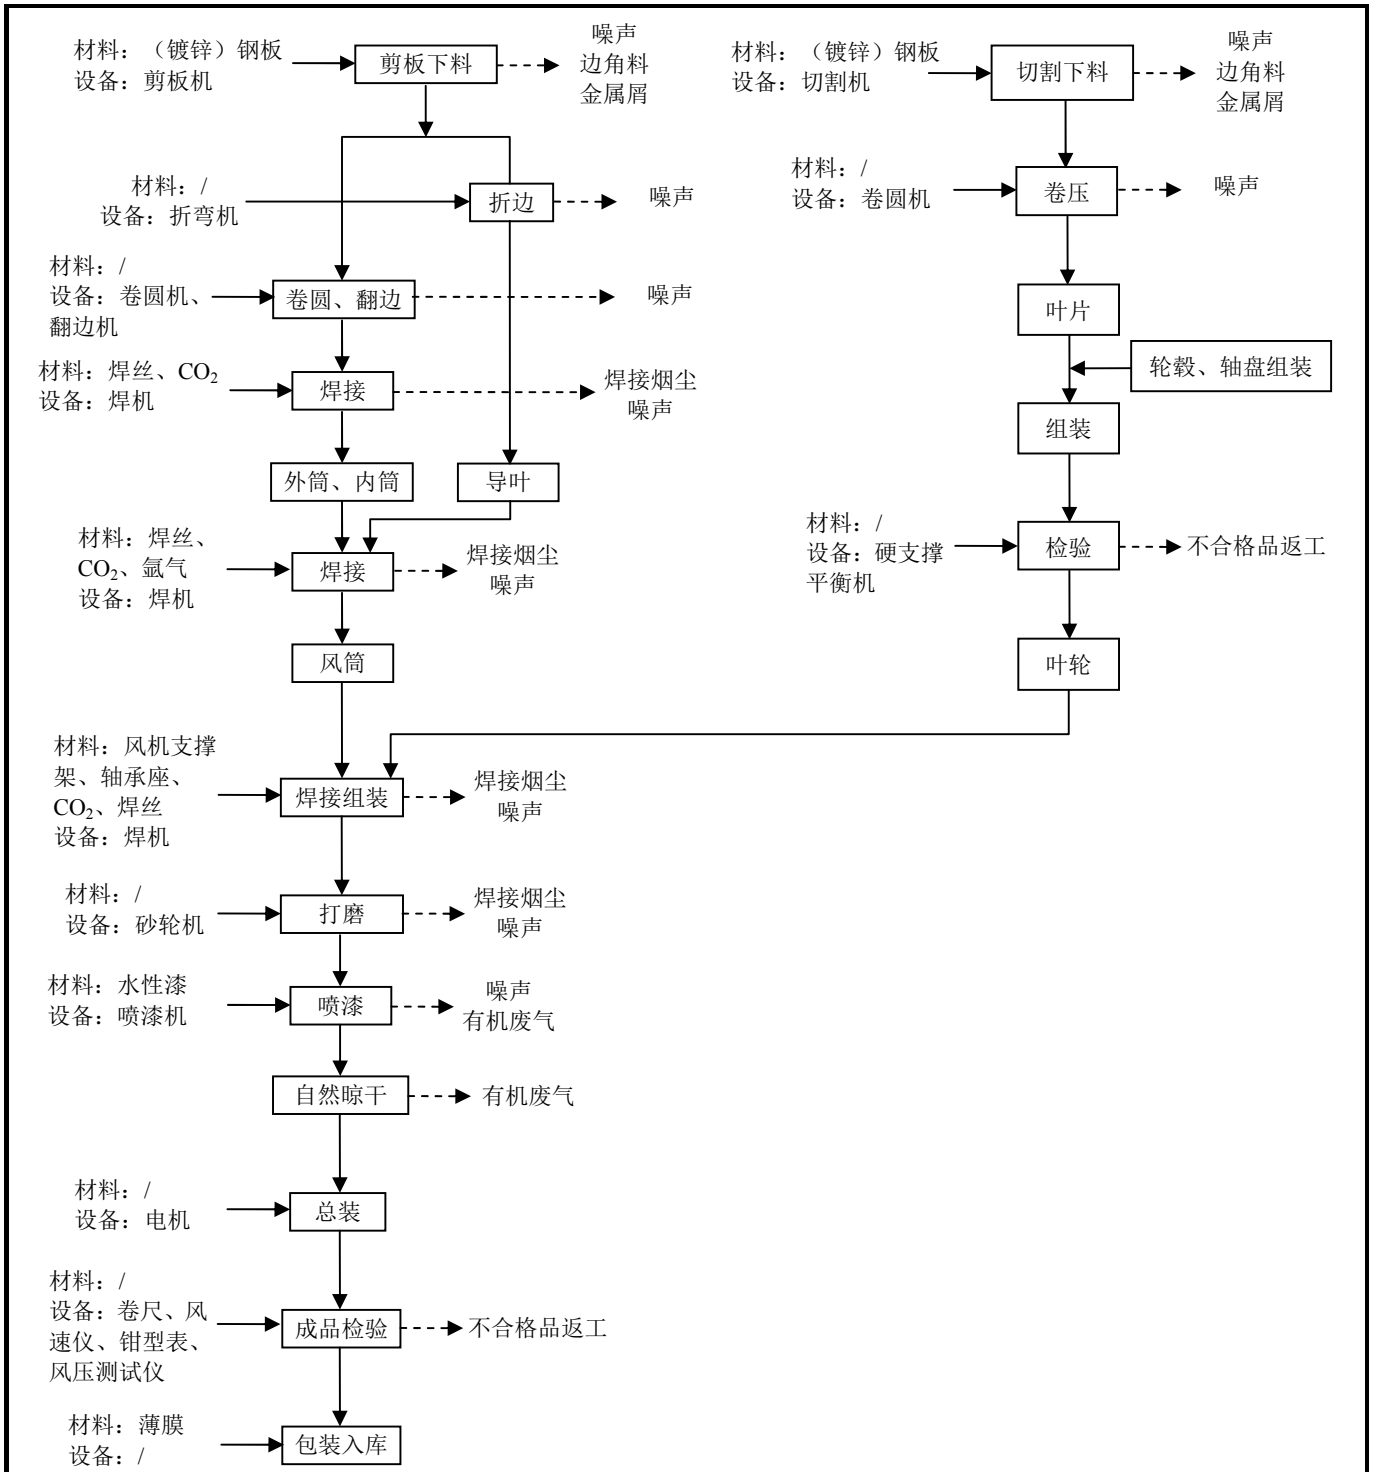 材料：（镀锌）钢板
设备：剪板机
剪板下料
噪声
边角料
金属屑
材料：（镀锌）钢板
设备：切割机
切割下料
噪声
边角料
金属屑
材料：/
设备：折弯机
折边
噪声
材料：/
设备：卷圆机
卷压
噪声
材料：/
设备：卷圆机、
翻边机
卷圆、翻边
噪声
叶片
轮毂、轴盘组装
材料：焊丝、CO₂
设备：焊机
焊接
焊接烟尘
噪声
组装
外筒、内筒
导叶
材料：焊丝、
CO₂、氩气
设备：焊机
焊接
焊接烟尘
噪声
材料：/
设备：硬支撑
平衡机
检验
不合格品返工
风筒
叶轮
材料：风机支撑
架、轴承座、
CO₂、焊丝
设备：焊机
焊接组装
焊接烟尘
噪声
材料：/
设备：砂轮机
打磨
焊接烟尘
噪声
材料：水性漆
设备：喷漆机
喷漆
噪声
有机废气
自然晾干
有机废气
材料：/
设备：电机
总装
材料：/
设备：卷尺、风
速仪、钳型表、
风压测试仪
成品检验
不合格品返工
材料：薄膜
设备：/
包装入库